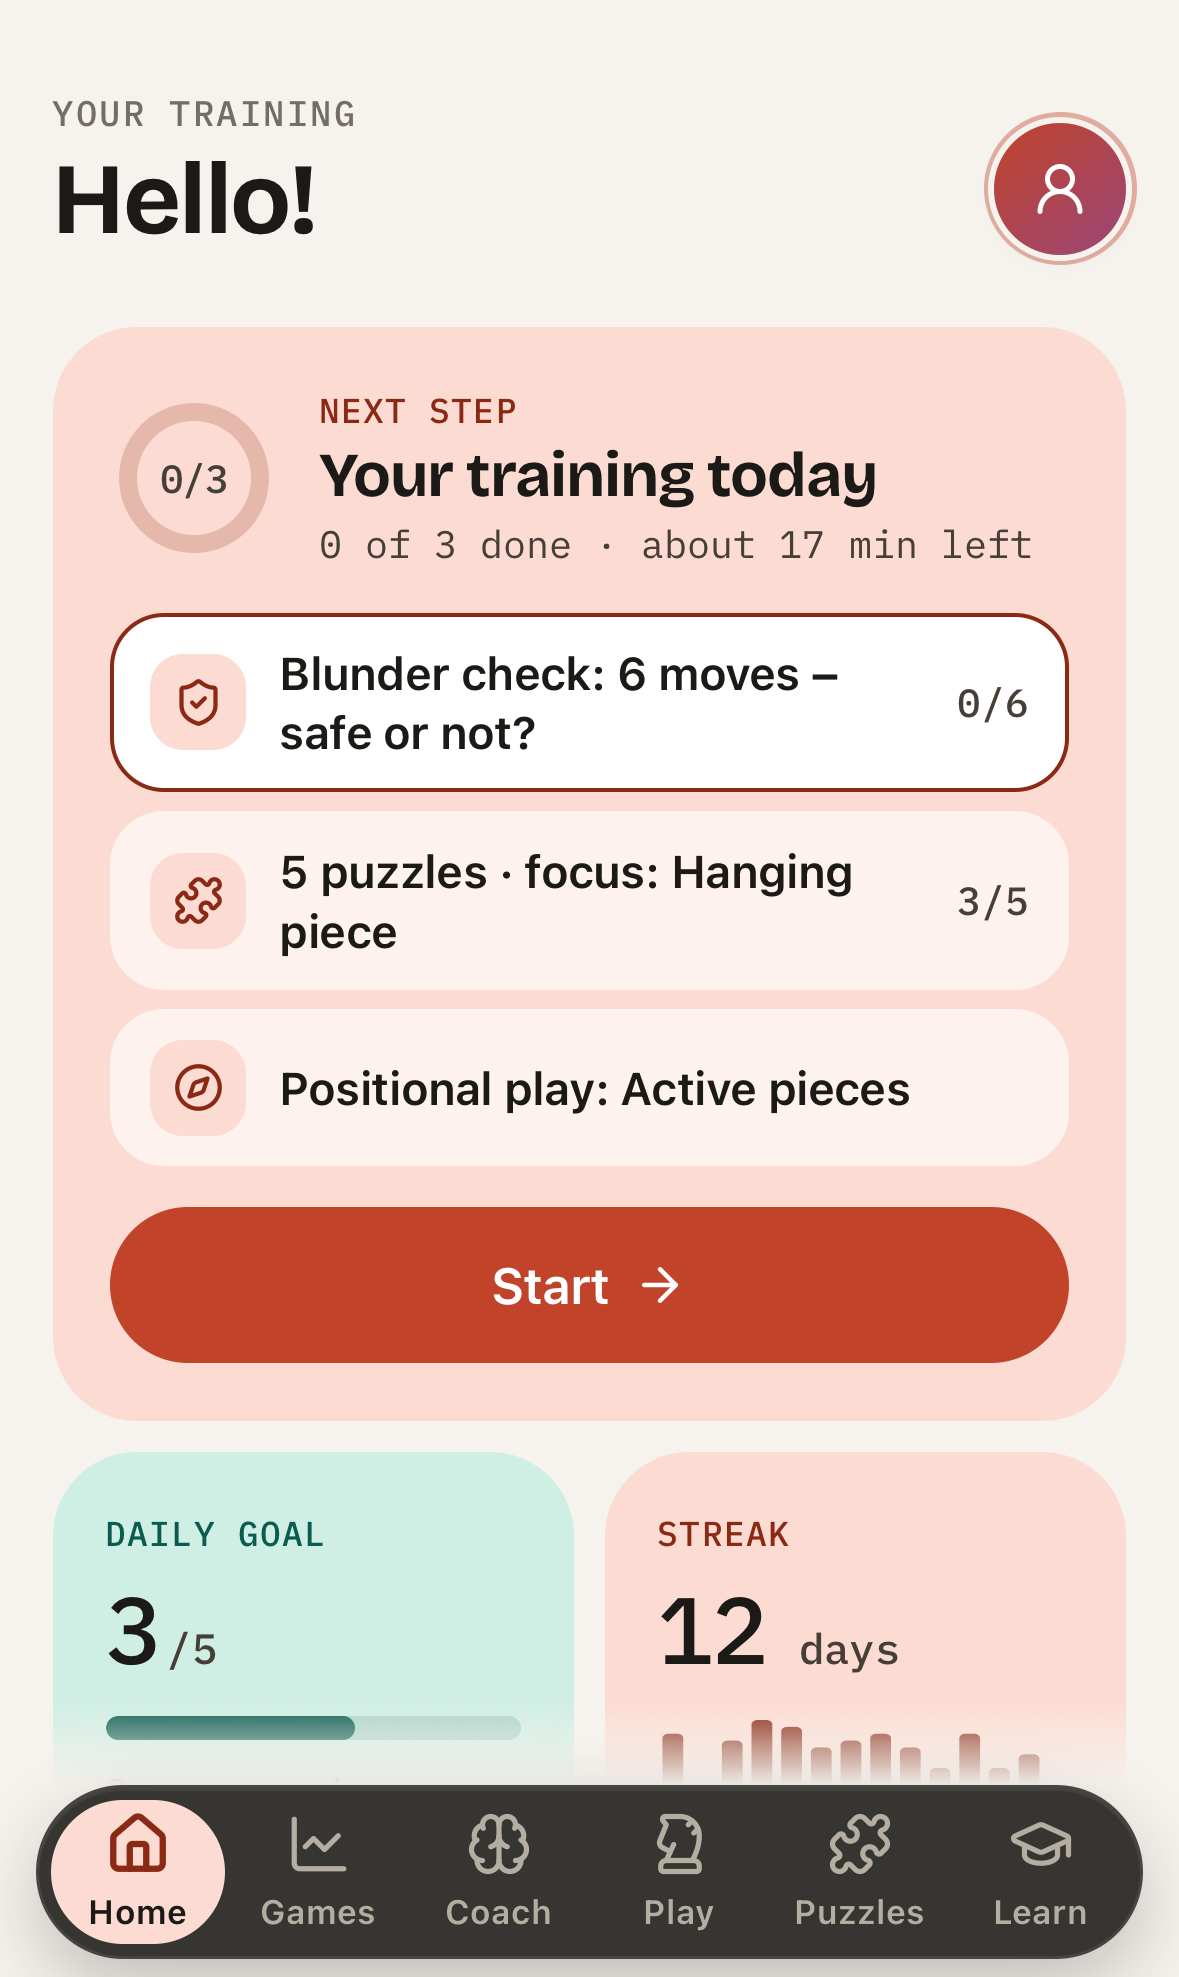 YOUR TRAINING
Hello!
NEXT STEP
0/3
Your training today
0 of 3 done · about 17 min left
Blunder check: 6 moves –
safe or not?
0/6
5 puzzles · focus: Hanging
piece
3/5
Positional play: Active pieces
Start
DAILY GOAL
3/5
STREAK
12 days
Home
Games
Coach
Play
Puzzles
Learn